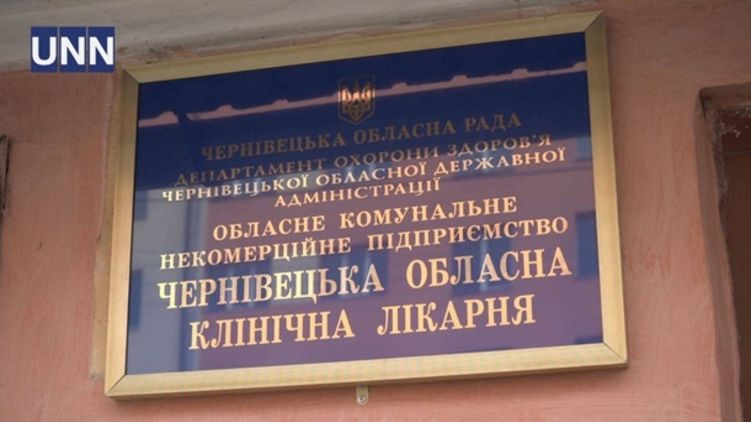 UNN
ЧЕРНІВЕЦЬКА ОБЛАСНА РАДА
ДЕПАРТАМЕНТ ОХОРОНИ ЗДОРОВ'Я
ЧЕРНІВЕЦЬКОЇ ОБЛАСНОЇ ДЕРЖАВНОЇ
АДМІНІСТРАЦІЇ
ОБЛАСНЕ КОМУНАЛЬНЕ
НЕКОМЕРЦІЙНЕ ПІДПРИЄМСТВО
ЧЕРНІВЕЦЬКА ОБЛАСНА
КЛІНІЧНА ЛІКАРНЯ